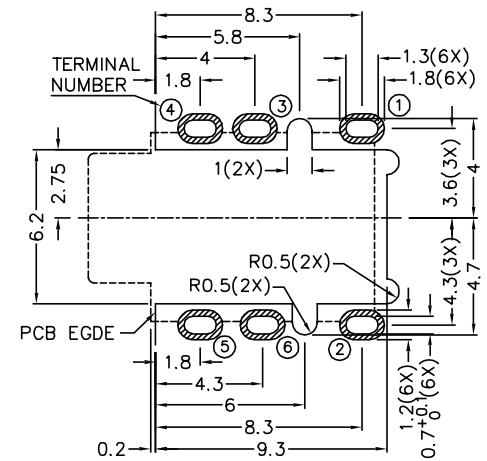 8.3
5.8
4
TERMINAL
NUMBER
1.8
1.3(6X)
1.8(6X)
4
3
1
2.75
6.2
1(2X)
3.6(3X)
4
R0.5(2X)
R0.5(2X)
4.3(3X)
4.7
PCB EGDE
5
6
2
1.8
4.3
6
8.3
0.2
9.3
1.2(6X)
0.7+0.1 0 (6X)